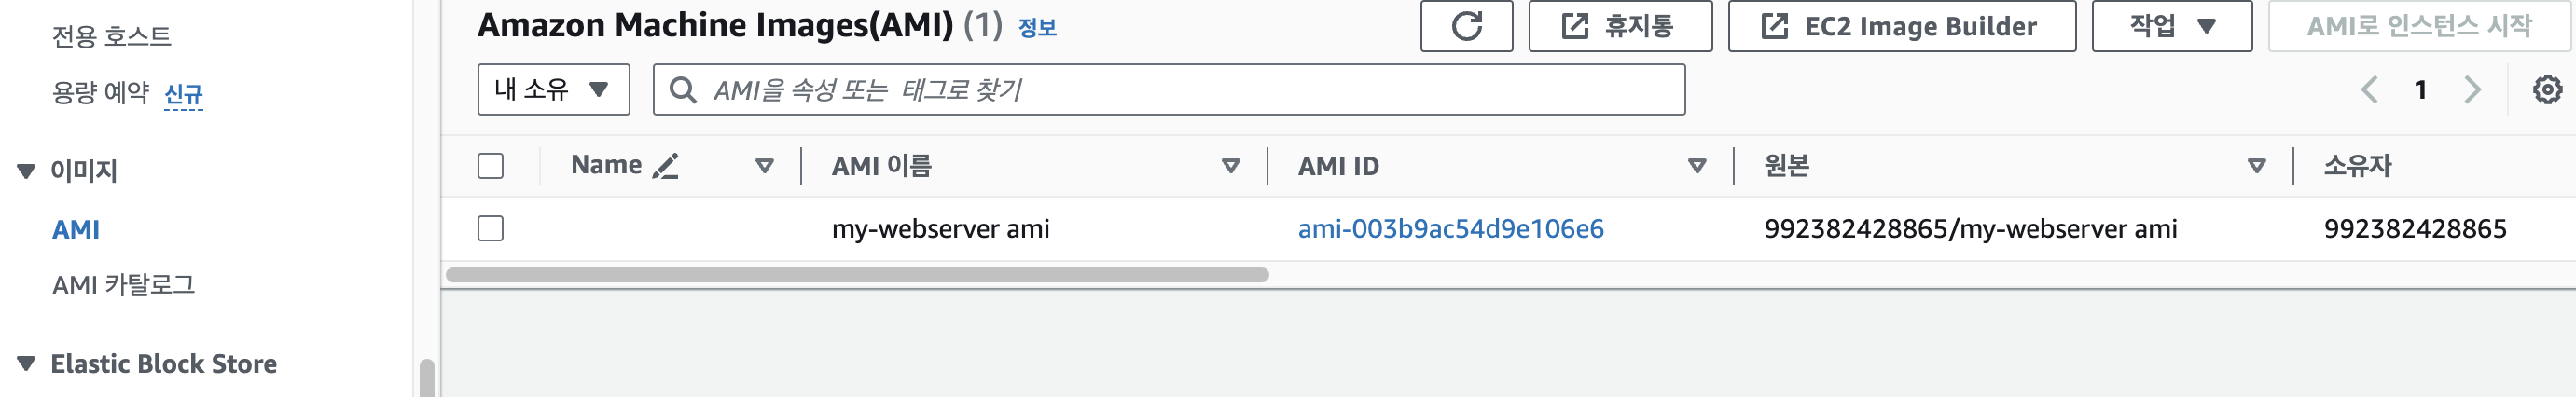 전용 호스트
용량 예약 신규
이미지
AMI
AMI 카탈로그
Elastic Block Store
Amazon Machine Images(AMI) (1) 정보
휴지통
EC2 Image Builder
작업
AMI로 인스턴스 시작
내 소유
AMI을 속성 또는 태그로 찾기
1
Name AMI 이름 AMI ID 원본 소유자
my-webserver ami ami-003b9ac54d9e106e6 992382428865/my-webserver ami 992382428865